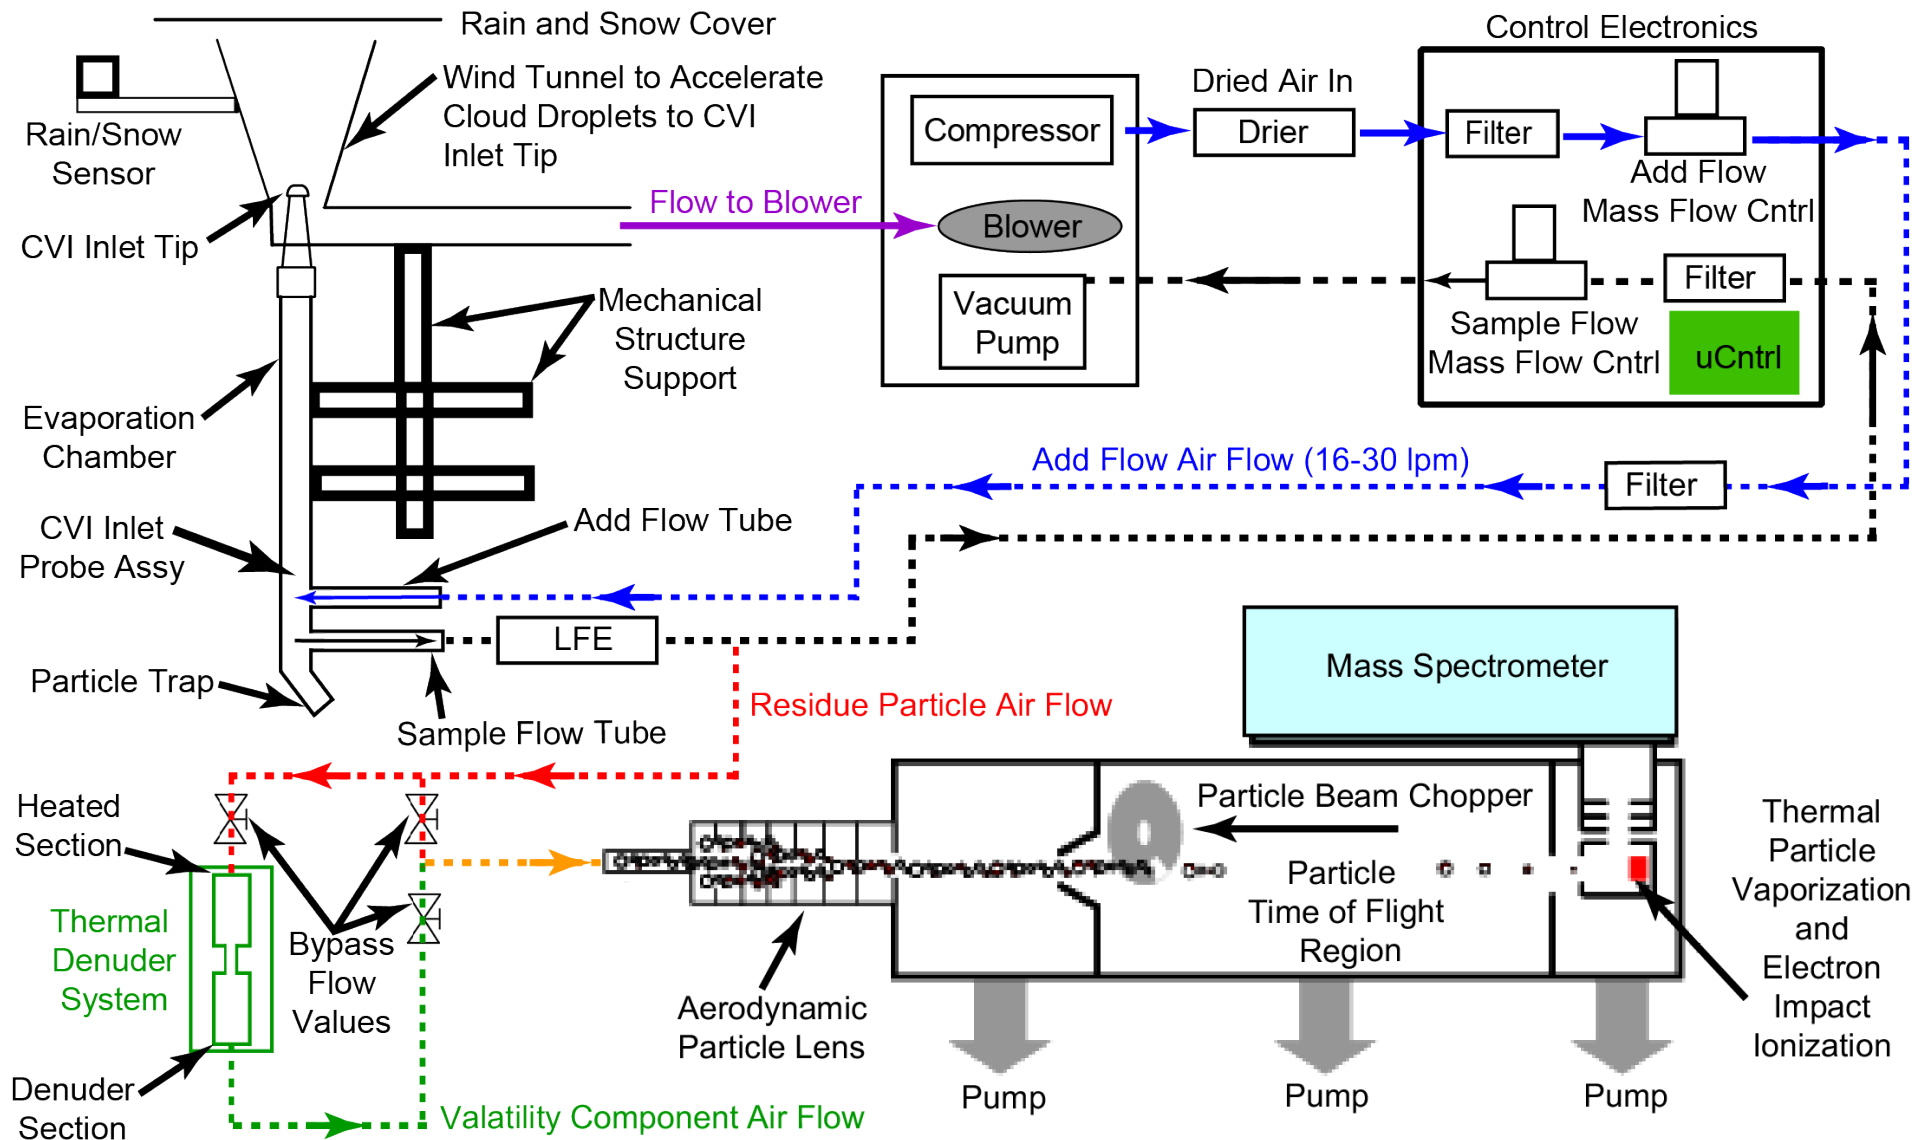 Rain and Snow Cover
Wind Tunnel to Accelerate
Cloud Droplets to CVI
Inlet Tip
Rain/Snow
Sensor
CVI Inlet Tip
Flow to Blower
Compressor
Blower
Vacuum
Pump
Dried Air In
Drier
Control Electronics
Filter
Add Flow
Mass Flow Cntrl
Filter
Sample Flow
Mass Flow Cntrl
uCntrl
Mechanical
Structure
Support
Evaporation
Chamber
Add Flow Air Flow (16-30 lpm)
Filter
CVI Inlet
Probe Assy
Add Flow Tube
LFE
Particle Trap
Sample Flow Tube
Residue Particle Air Flow
Mass Spectrometer
Heated
Section
Thermal
Denuder
System
Bypass
Flow
Values
Denuder
Section
Valatility Component Air Flow
Aerodynamic
Particle Lens
Particle Beam Chopper
Particle
Time of Flight
Region
Thermal
Particle
Vaporization
and
Electron
Impact
Ionization
Pump
Pump
Pump